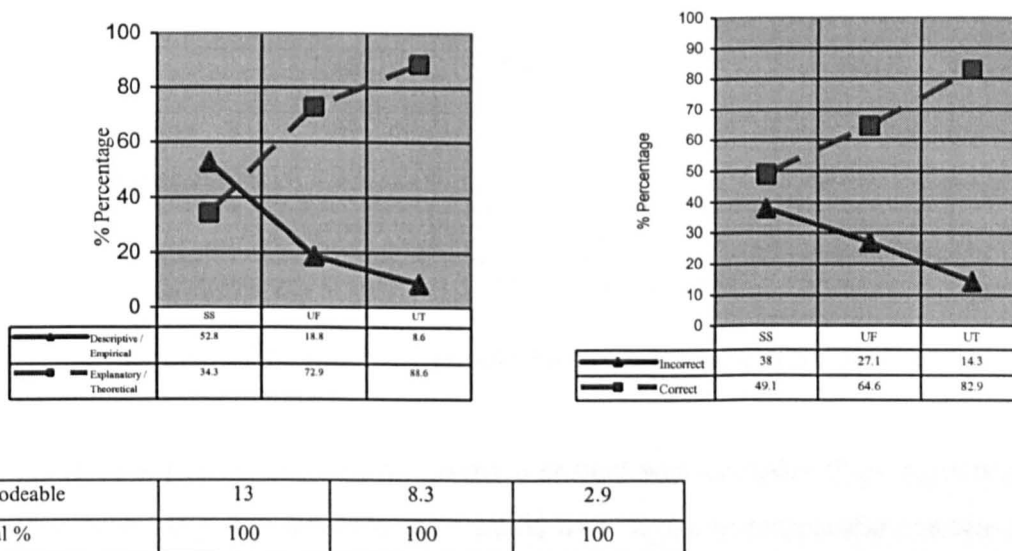 100
80
60
40
20
0
% Percentage
SS UF UT
Descriptive / Empirical 52.8 18.8 8.6
Explanatory / Theoretical 34.3 72.9 88.6
100
90
80
70
60
50
40
30
20
10
0
% Percentage
SS UF UT
Incorrect 38 27.1 14.3
Correct 49.1 64.6 82.9
odeable 13 8.3 2.9
% 100 100 100